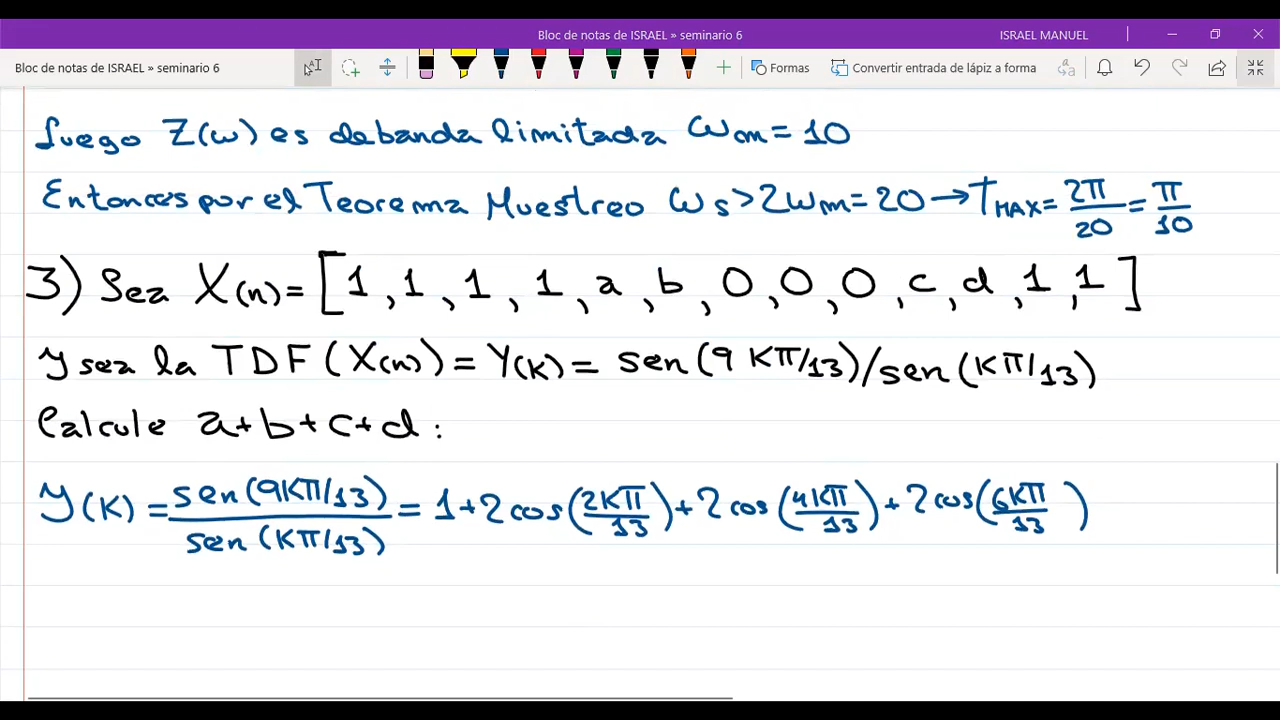 Bloc de notas de ISRAEL » seminario 6
ISRAEL MANUEL
Bloc de notas de ISRAEL » seminario 6
Formas
Convertir entrada de lápiz a forma
Luego Z(ω) es debanda limitada ωm = 10
Entonces por el Teorema Muestreo ωs > 2ωm = 20 → TMAX = 2π/20 = π/10
3) Sea X(n) = [1, 1, 1, 1, a, b, 0, 0, 0, c, d, 1, 1]
y sea la TDF (X(n)) = Y(K) = sen(9Kπ/13)/sen(Kπ/13)
Calcule a+b+c+d:
Y(K) = sen(9Kπ/13)/sen(Kπ/13) = 1+2cos(2Kπ/13)+2cos(4Kπ/13)+2cos(6Kπ/13)